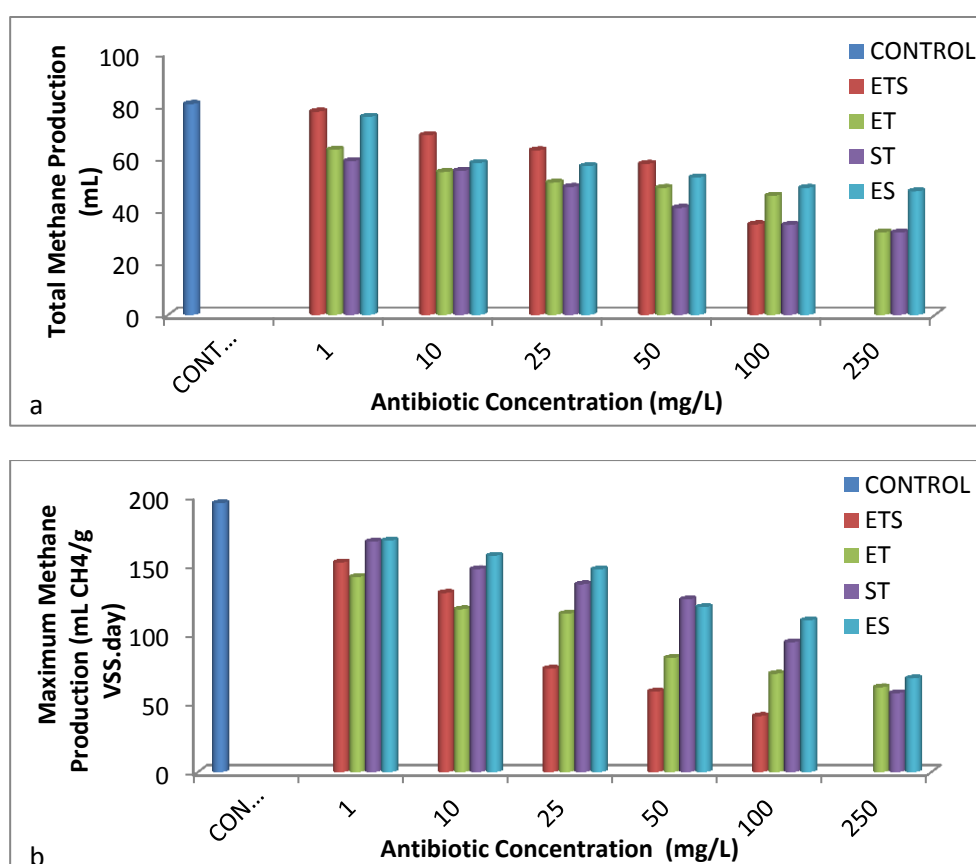 Total Methane Production
(mL)
100
80
60
40
20
0
CONTROL
ETS
ET
ST
ES
CONT...
1
10
25
50
100
250
Antibiotic Concentration (mg/L)
a
Maximum Methane
Production (mL CH4/g
VSS.day)
200
150
100
50
0
CONTROL
ETS
ET
ST
ES
CON...
1
10
25
50
100
250
Antibiotic Concentration (mg/L)
b